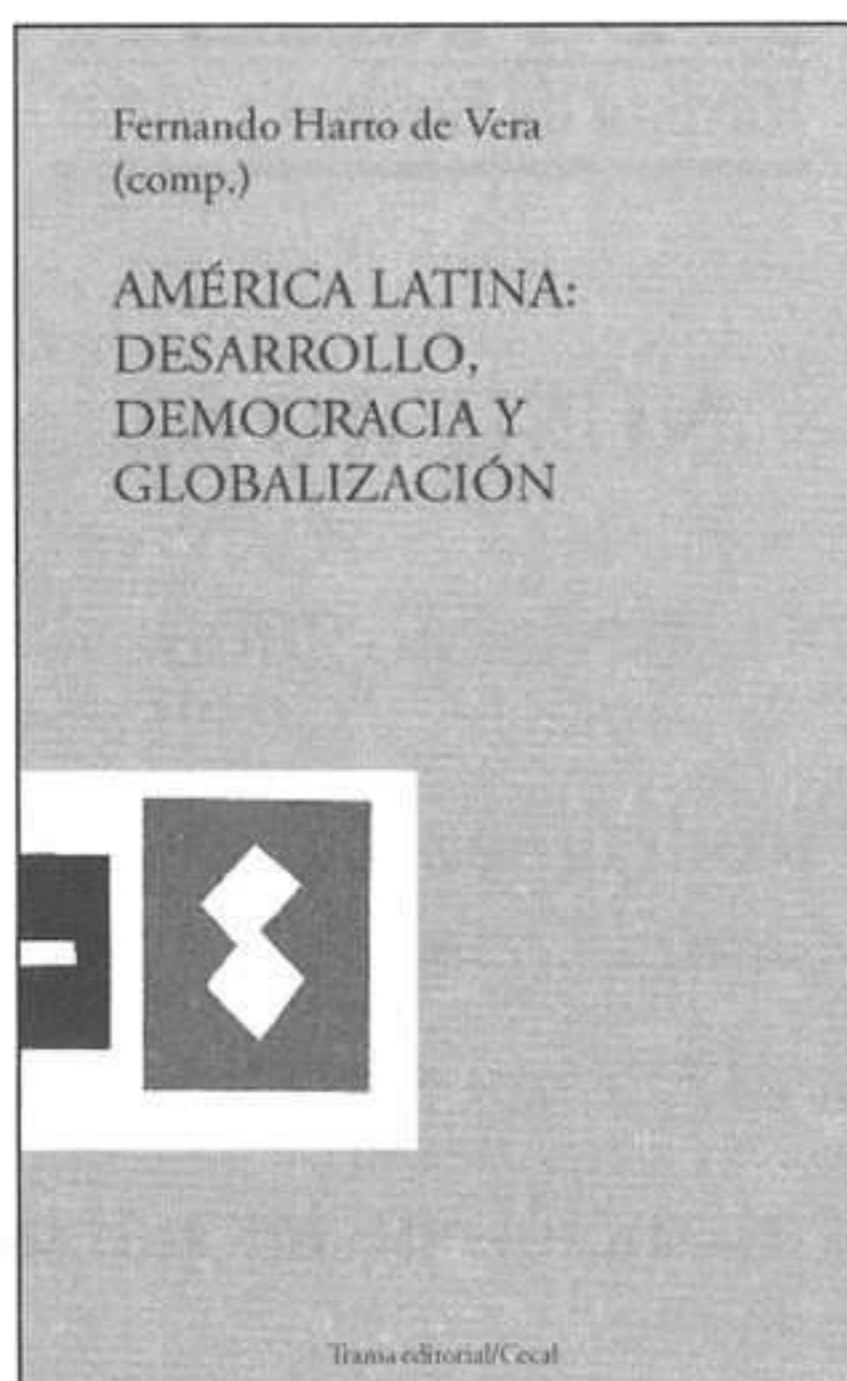 Fernando Harto de Vera
(comp.)
AMÉRICA LATINA:
DESARROLLO,
DEMOCRACIA Y
GLOBALIZACIÓN
Trama editorial/Cecal